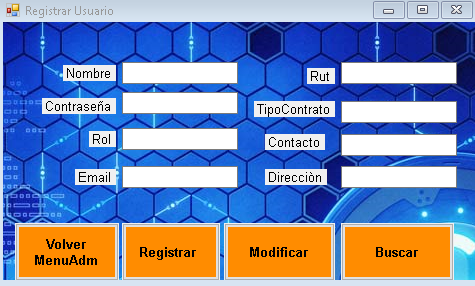 Registrar Usuario
Nombre
Rut
Contraseña
TipoContrato
Rol
Contacto
Email
Direcciòn
Volver
MenuAdm
Registrar
Modificar
Buscar